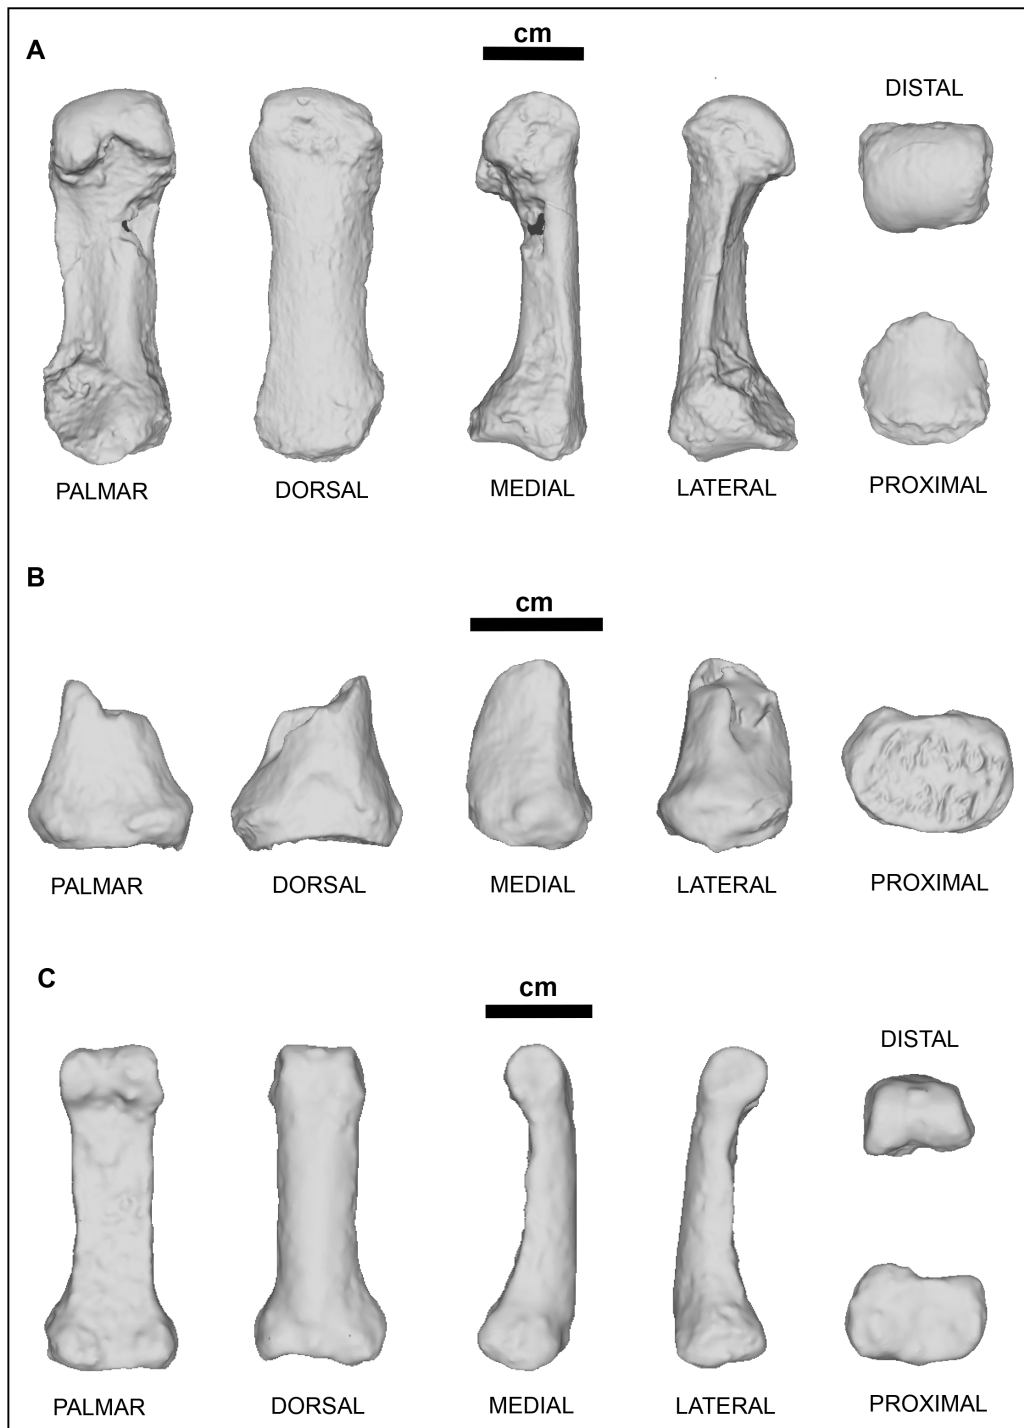 A
cm
DISTAL
PALMAR
DORSAL
MEDIAL
LATERAL
PROXIMAL
B
cm
PALMAR
DORSAL
MEDIAL
LATERAL
PROXIMAL
C
cm
DISTAL
PALMAR
DORSAL
MEDIAL
LATERAL
PROXIMAL